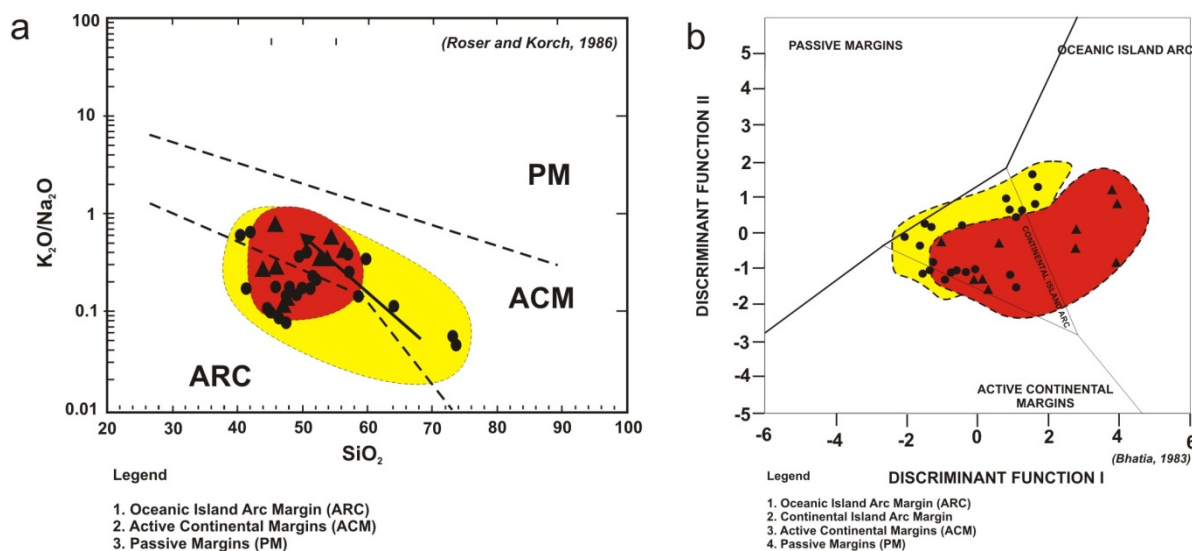 a
(Roser and Korch, 1986)
100
10
1
0.1
0.01
K₂O/Na₂O
PM
ACM
ARC
20 30 40 50 60 70 80 90 100
SiO₂
Legend
1. Oceanic Island Arc Margin (ARC)
2. Active Continental Margins (ACM)
3. Passive Margins (PM)
b
PASSIVE MARGINS
OCEANIC ISLAND ARC
5
4
3
2
1
0
-1
-2
-3
-4
-5
DISCRIMINANT FUNCTION II
CONTINENTAL ISLAND ARC
ACTIVE CONTINENTAL
MARGINS
-6 -4 -2 0 2 4 6
(Bhatia, 1983)
Legend
DISCRIMINANT FUNCTION I
1. Oceanic Island Arc Margin (ARC)
2. Continental Island Arc Margin
3. Active Continental Margins (ACM)
4. Passive Margins (PM)